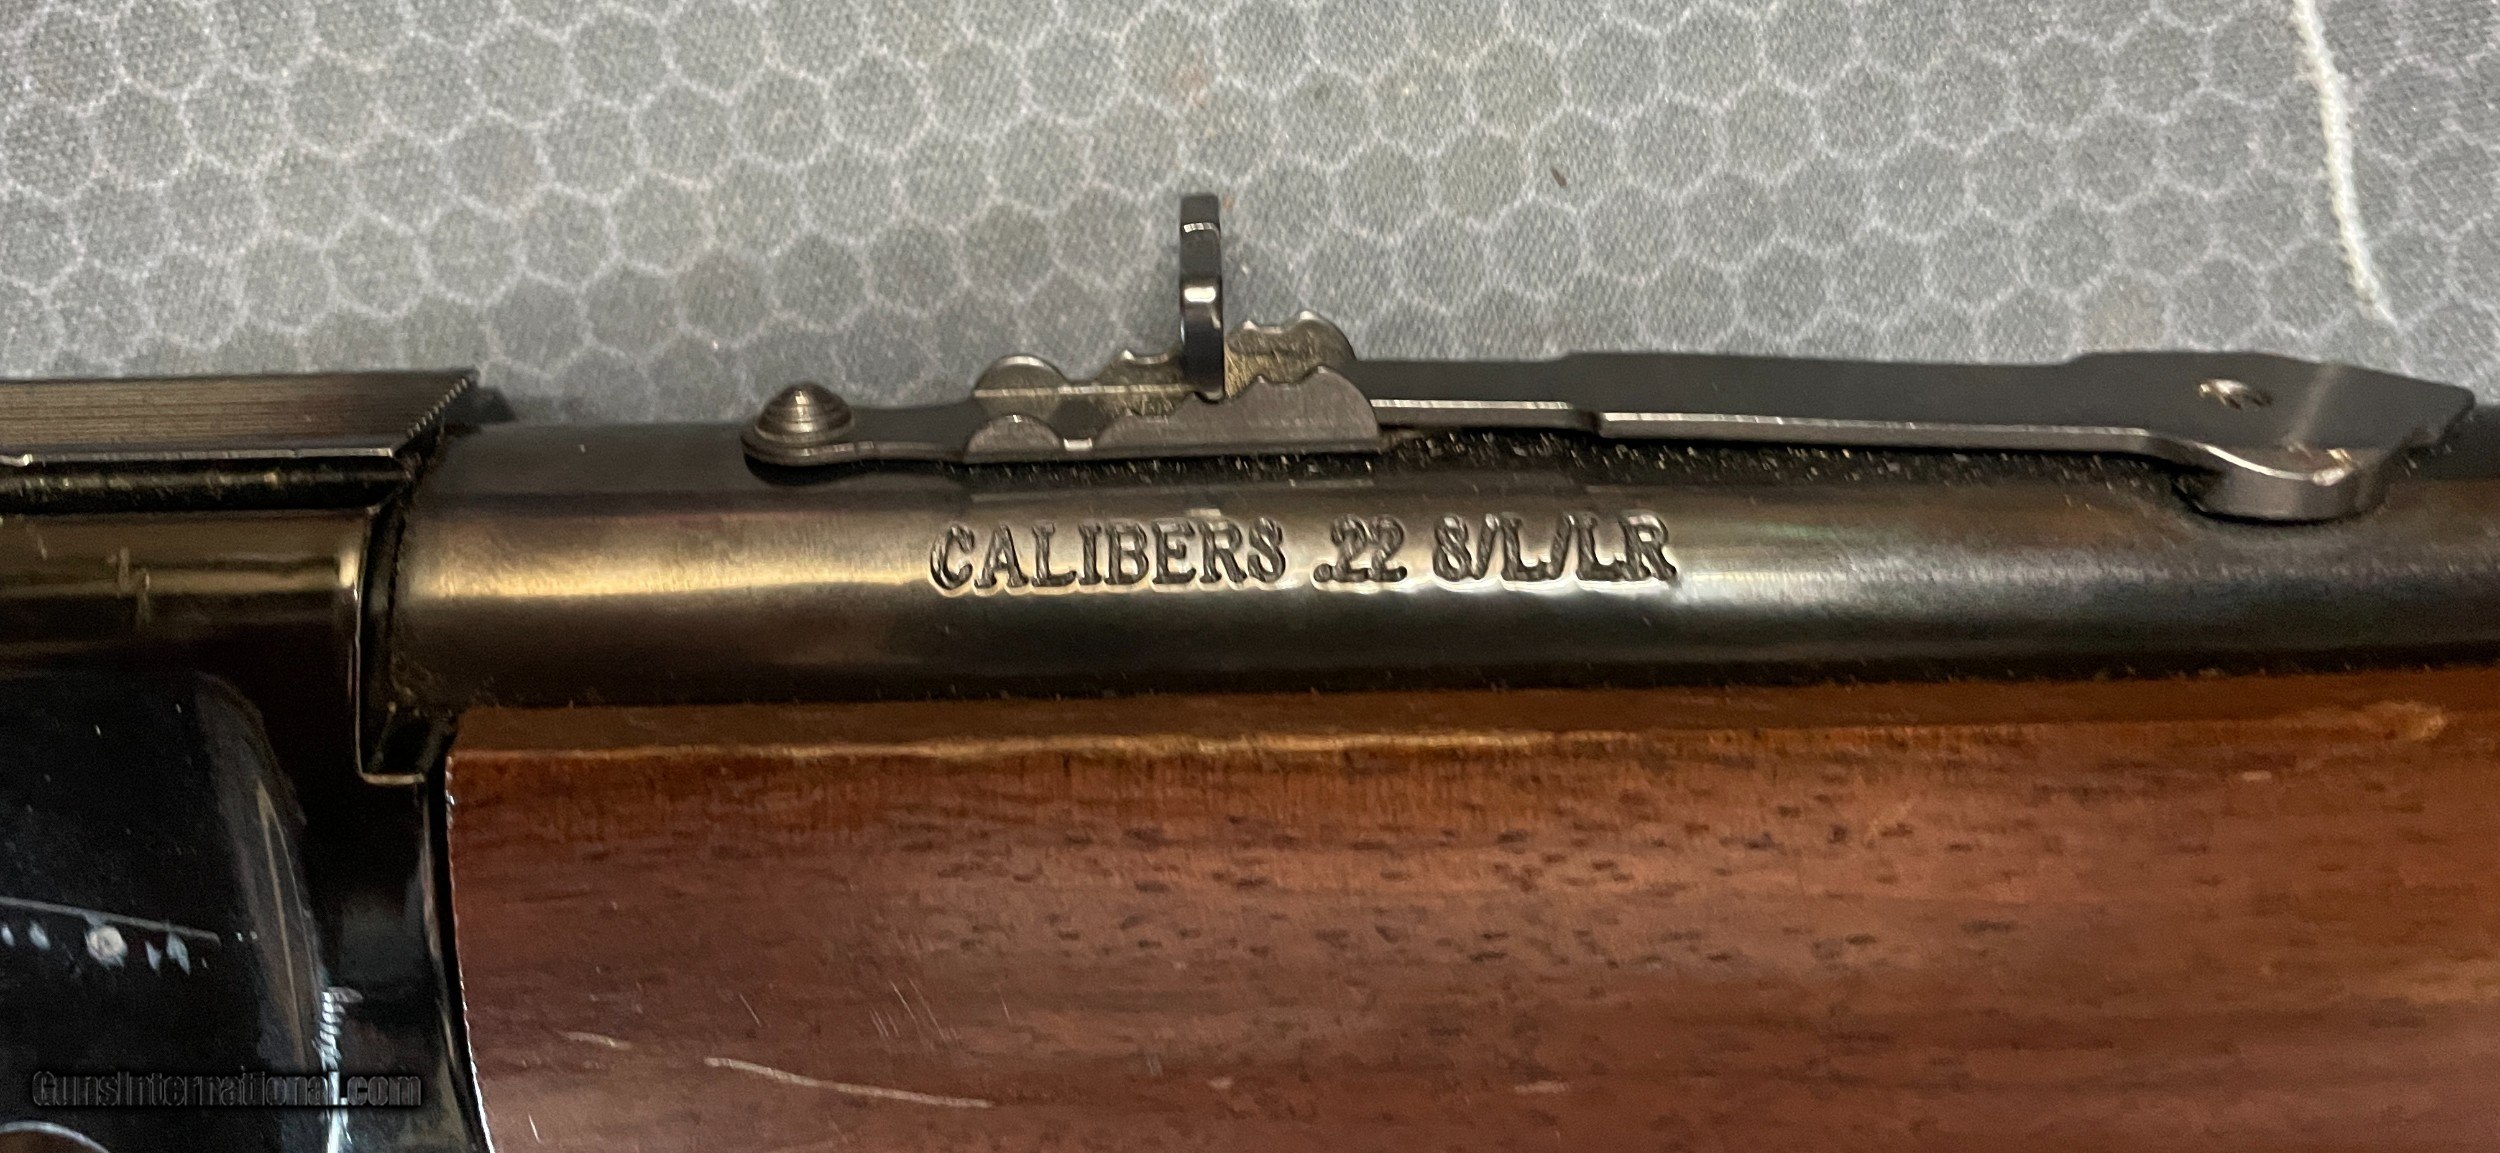 CALIBERS .22 S/L/LR
GunsInternational.com